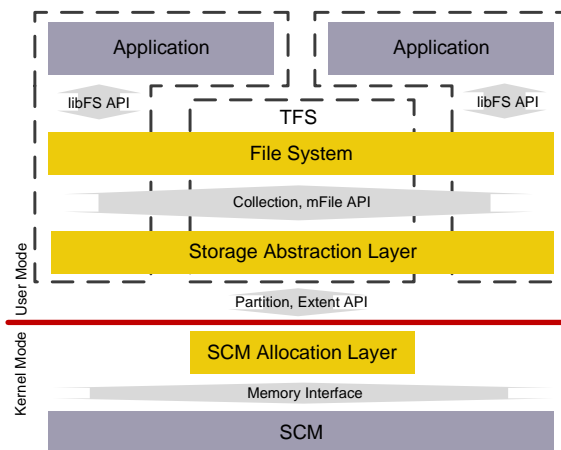 Application
Application
libFS API
libFS API
TFS
File System
Collection, mFile API
Storage Abstraction Layer
User Mode
Partition, Extent API
Kernel Mode
SCM Allocation Layer
Memory Interface
SCM